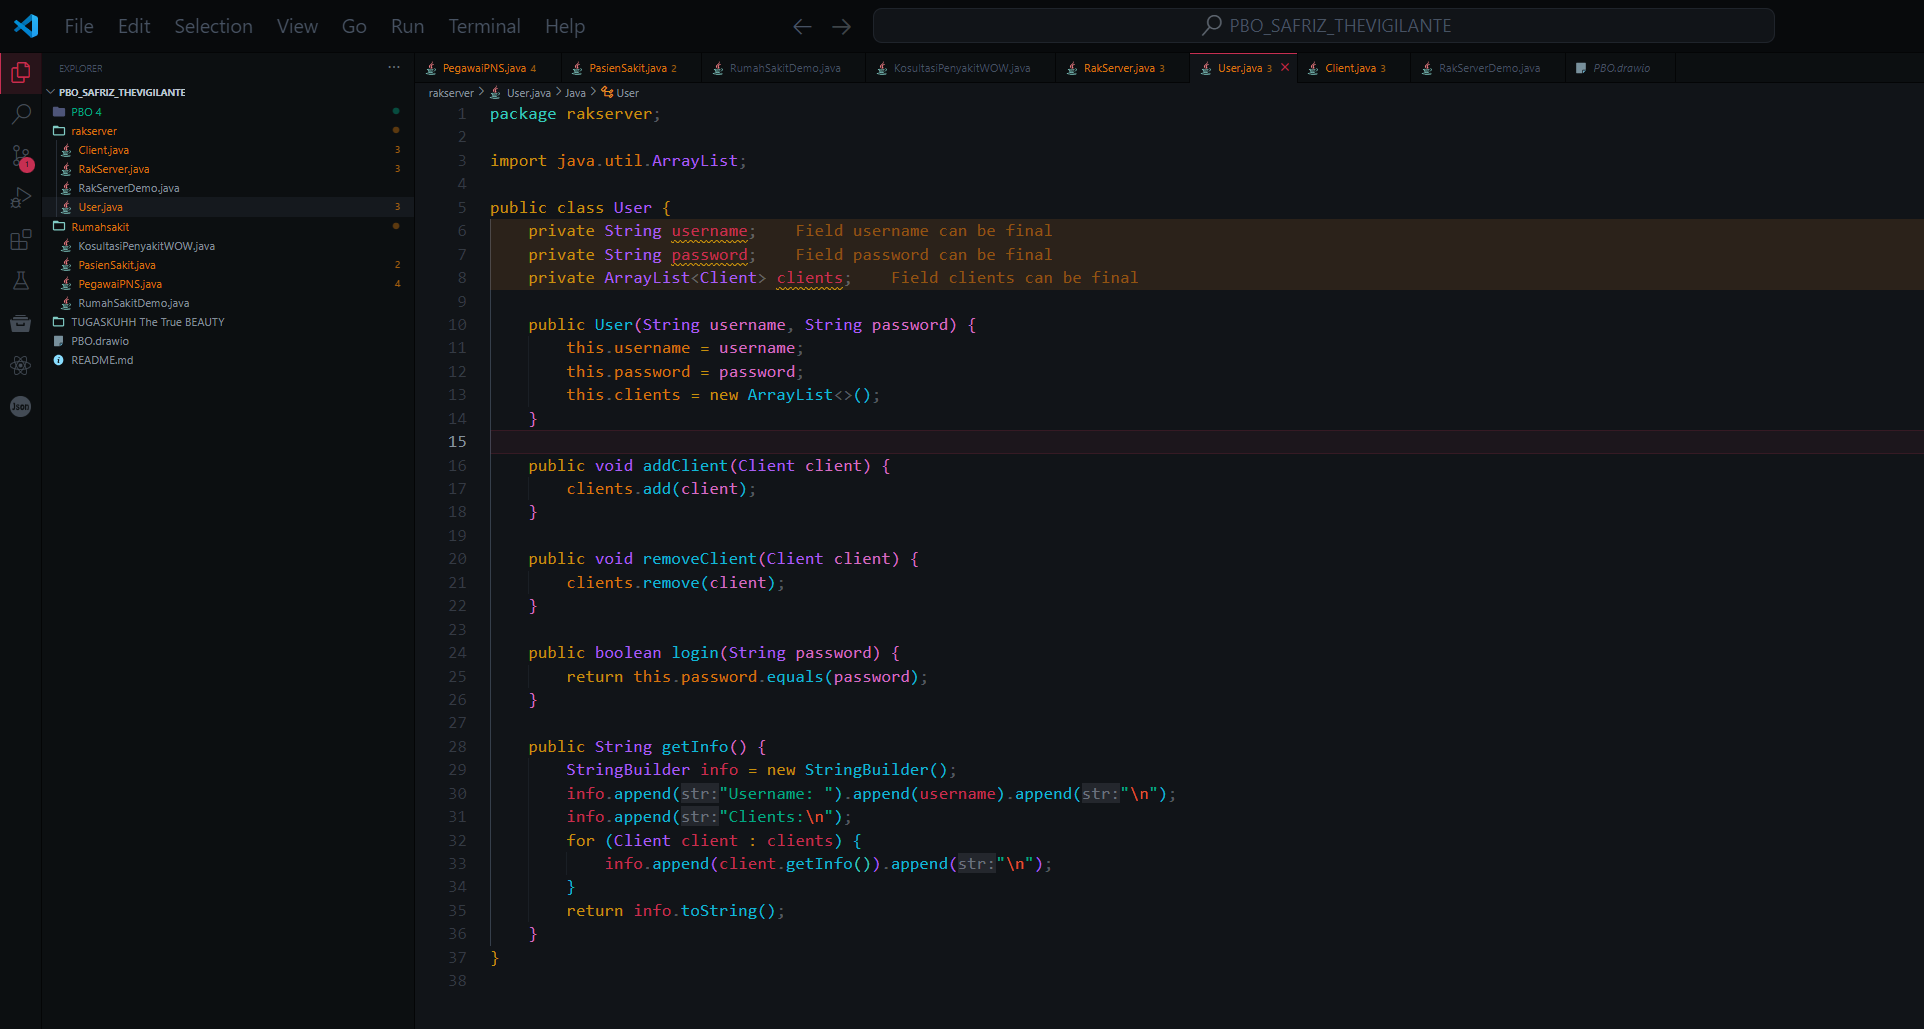 File Edit Selection View Go Run Terminal Help
PBO_SAFRIZ_THEVIGILANTE
EXPLORER ...
PBO_SAFRIZ_THEVIGILANTE
PBO 4
rakserver
Client.java 3
RakServer.java 3
RakServerDemo.java
User.java 3
Rumahsakit
KosultasiPenyakitWOW.java
PasienSakit.java 2
PegawaiPNS.java 4
RumahSakitDemo.java
TUGASKUHH The True BEAUTY
PBO.drawio
README.md
1
Json
PegawaiPNS.java 4 PasienSakit.java 2 RumahSakitDemo.java KosultasiPenyakitWOW.java RakServer.java 3 User.java 3 Client.java 3 RakServerDemo.java PBO.drawio
rakserver > User.java > Java > User
1 package rakserver;
2
3 import java.util.ArrayList;
4
5 public class User {
6 private String username; Field username can be final
7 private String password; Field password can be final
8 private ArrayList<Client> clients; Field clients can be final
9
10 public User(String username, String password) {
11 this.username = username;
12 this.password = password;
13 this.clients = new ArrayList<>();
14 }
15
16 public void addClient(Client client) {
17 clients.add(client);
18 }
19
20 public void removeClient(Client client) {
21 clients.remove(client);
22 }
23
24 public boolean login(String password) {
25 return this.password.equals(password);
26 }
27
28 public String getInfo() {
29 StringBuilder info = new StringBuilder();
30 info.append(str:"Username: ").append(username).append(str:"\n");
31 info.append(str:"Clients:\n");
32 for (Client client : clients) {
33 info.append(client.getInfo()).append(str:"\n");
34 }
35 return info.toString();
36 }
37 }
38